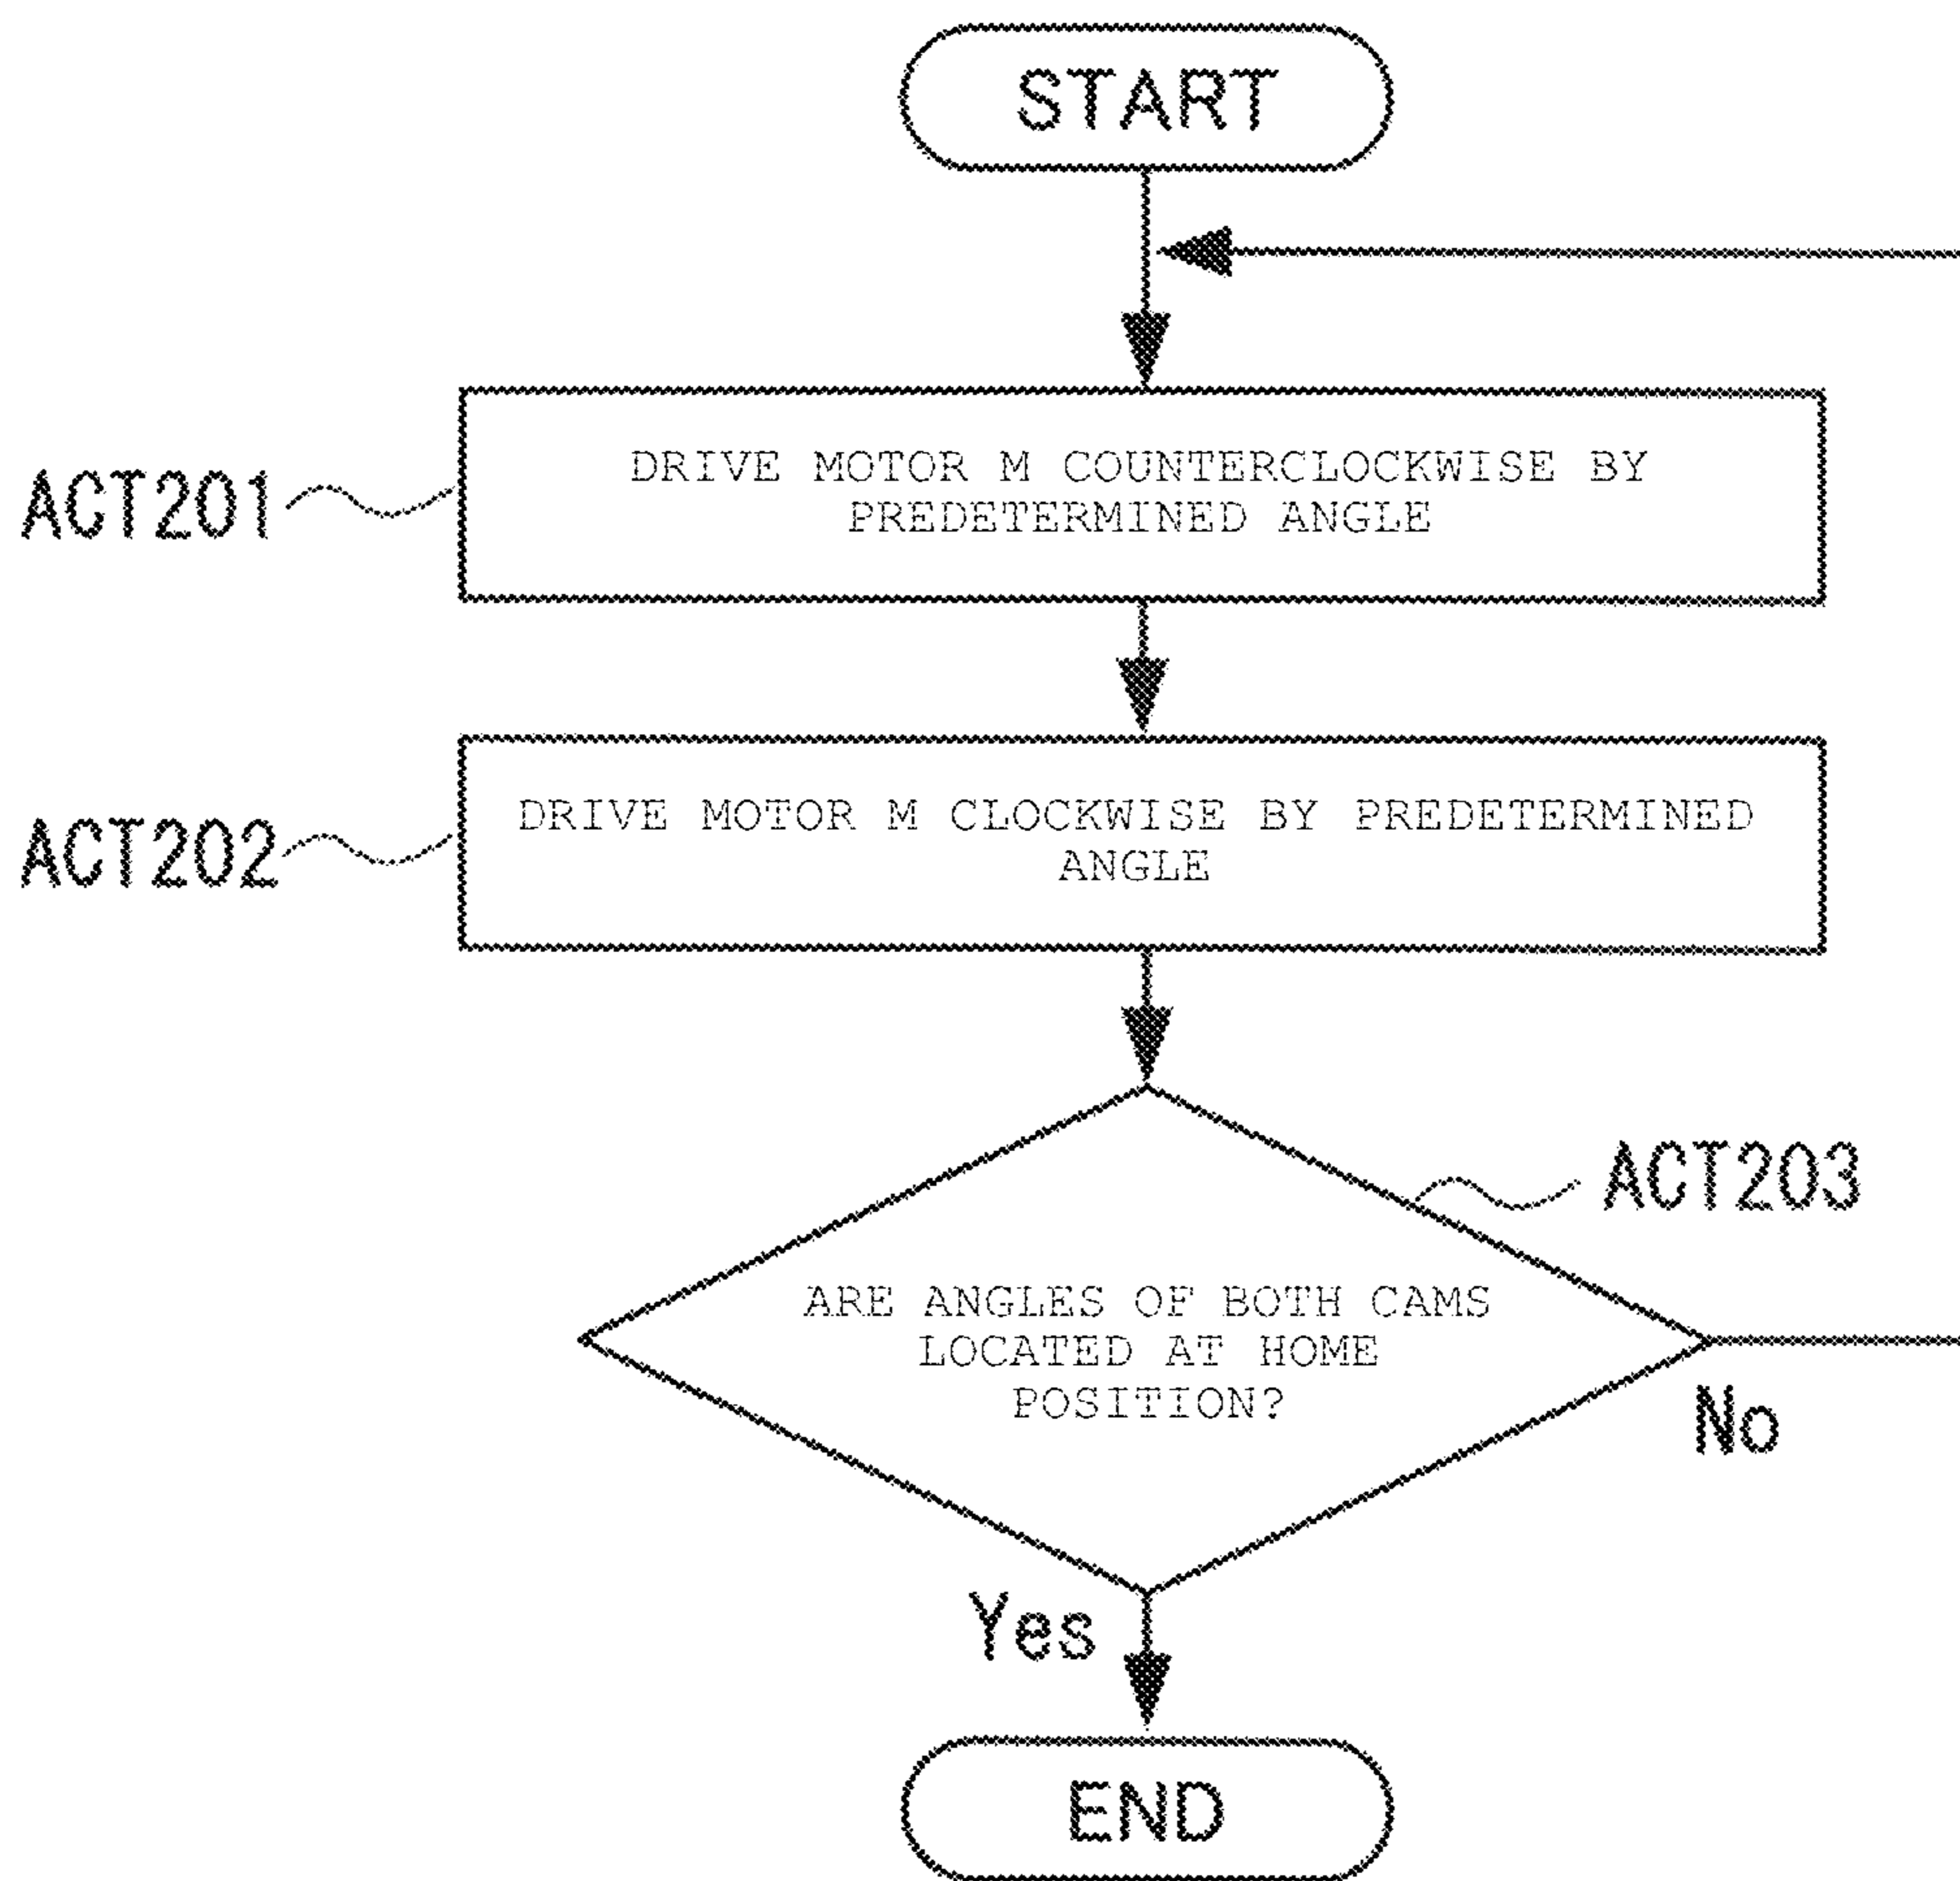 START
ACT201
DRIVE MOTOR M COUNTERCLOCKWISE BY
PREDETERMINED ANGLE
ACT202
DRIVE MOTOR M CLOCKWISE BY PREDETERMINED
ANGLE
ACT203
ARE ANGLES OF BOTH CAMS
LOCATED AT HOME
POSITION?
No
Yes
END